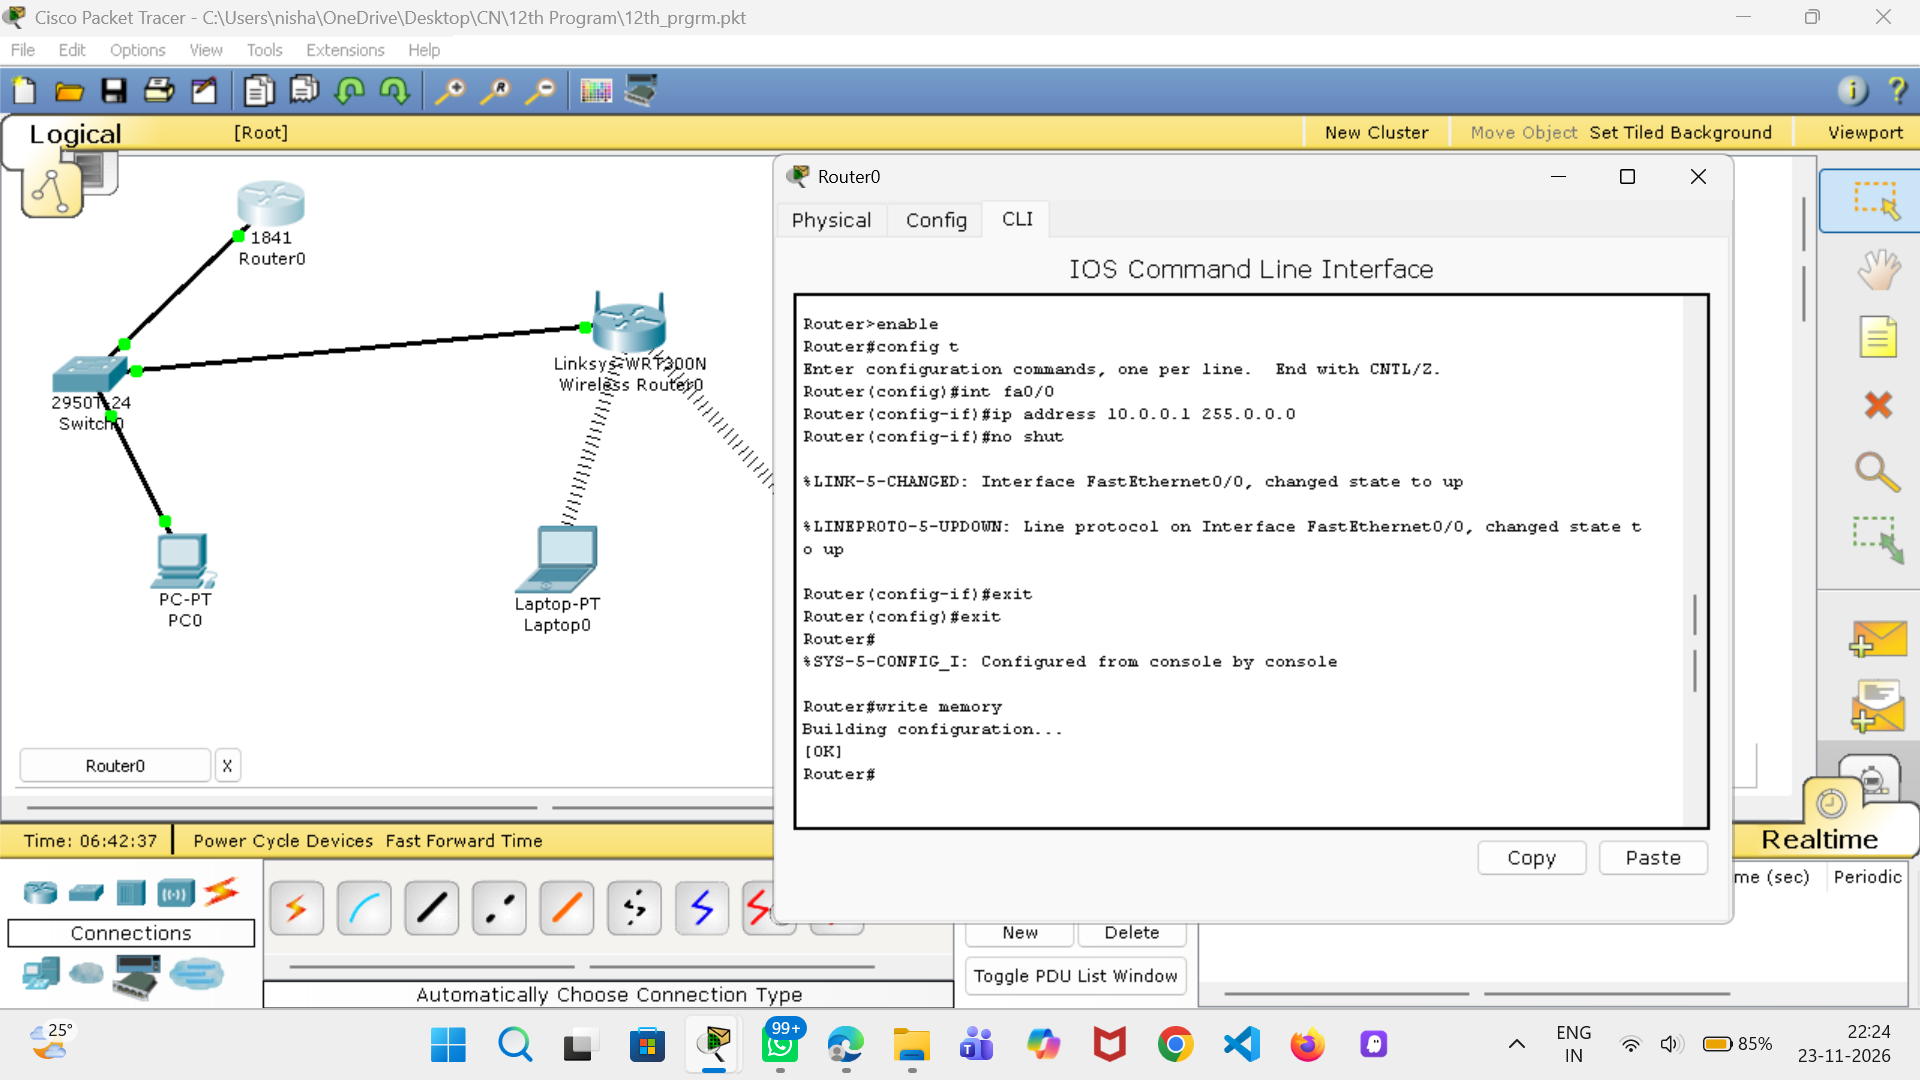 Cisco Packet Tracer - C:\Users\nisha\OneDrive\Desktop\CN\12th Program\12th_prgrm.pkt
File Edit Options View Tools Extensions Help
Logical [Root] New Cluster Move Object Set Tiled Background Viewport
1841
Router0
Linksys-WRT300N
Wireless Router0
2950T-24
Switch0
PC-PT
PC0
Laptop-PT
Laptop0
Router0 X
Router0
Physical Config CLI
IOS Command Line Interface
Router>enable
Router#config t
Enter configuration commands, one per line.  End with CNTL/Z.
Router(config)#int fa0/0
Router(config-if)#ip address 10.0.0.1 255.0.0.0
Router(config-if)#no shut
%LINK-5-CHANGED: Interface FastEthernet0/0, changed state to up
%LINEPROTO-5-UPDOWN: Line protocol on Interface FastEthernet0/0, changed state t
o up
Router(config-if)#exit
Router(config)#exit
Router#
%SYS-5-CONFIG_I: Configured from console by console
Router#write memory
Building configuration...
[OK]
Router#
Copy Paste
Time: 06:42:37 Power Cycle Devices Fast Forward Time Realtime
me (sec) Periodic
Connections
New Delete
Toggle PDU List Window
Automatically Choose Connection Type
25°
99+
ENG
IN
85%
22:24
23-11-2026